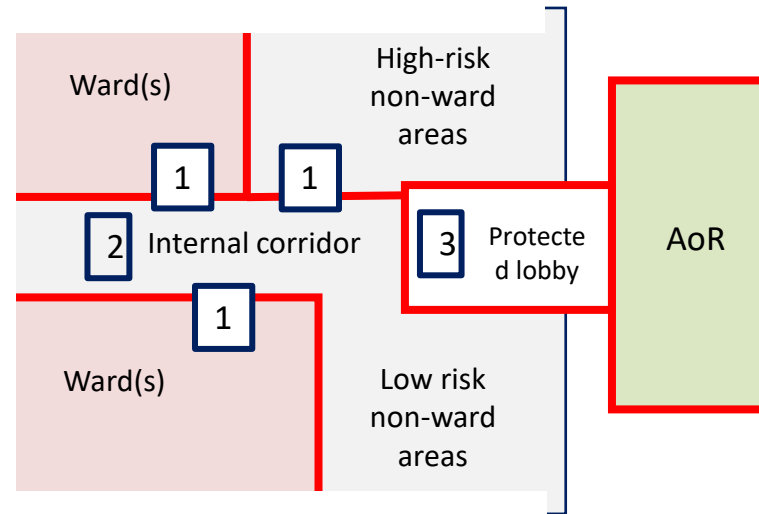 Ward(s)
High-risk
non-ward
areas
1
1
2
Internal corridor
3
Protecte
d lobby
AoR
1
Ward(s)
Low risk
non-ward
areas